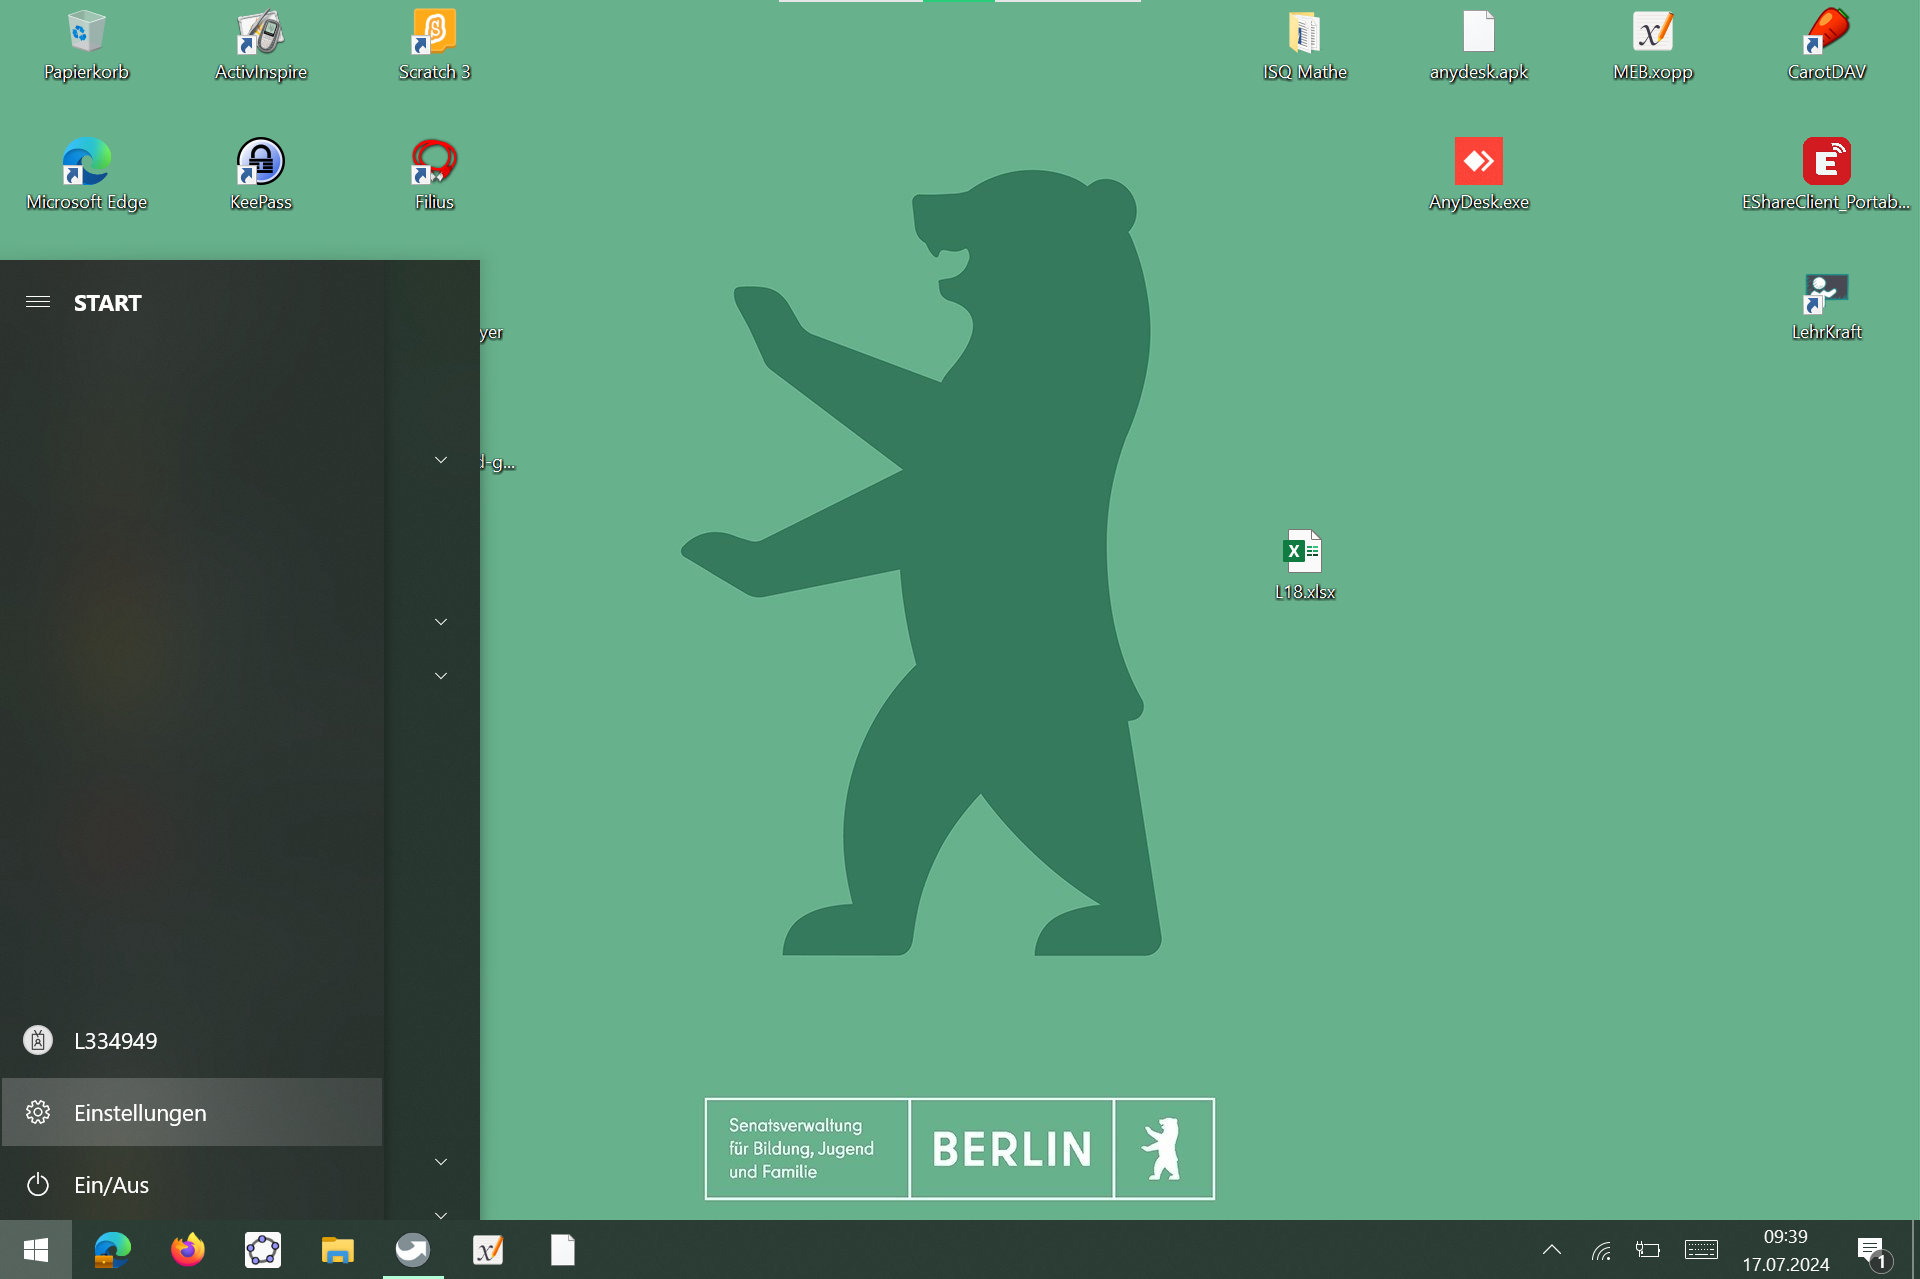 Papierkorb
ActivInspire
Scratch 3
ISQ Mathe
anydesk.apk
MEB.xopp
CarotDAV
Microsoft Edge
KeePass
Filius
AnyDesk.exe
EShareClient_Portab...
START
yer
LehrKraft
d-g...
L18.xlsx
L334949
Einstellungen
Ein/Aus
Senatsverwaltung
für Bildung, Jugend
und Familie
BERLIN
09:39
17.07.2024
1